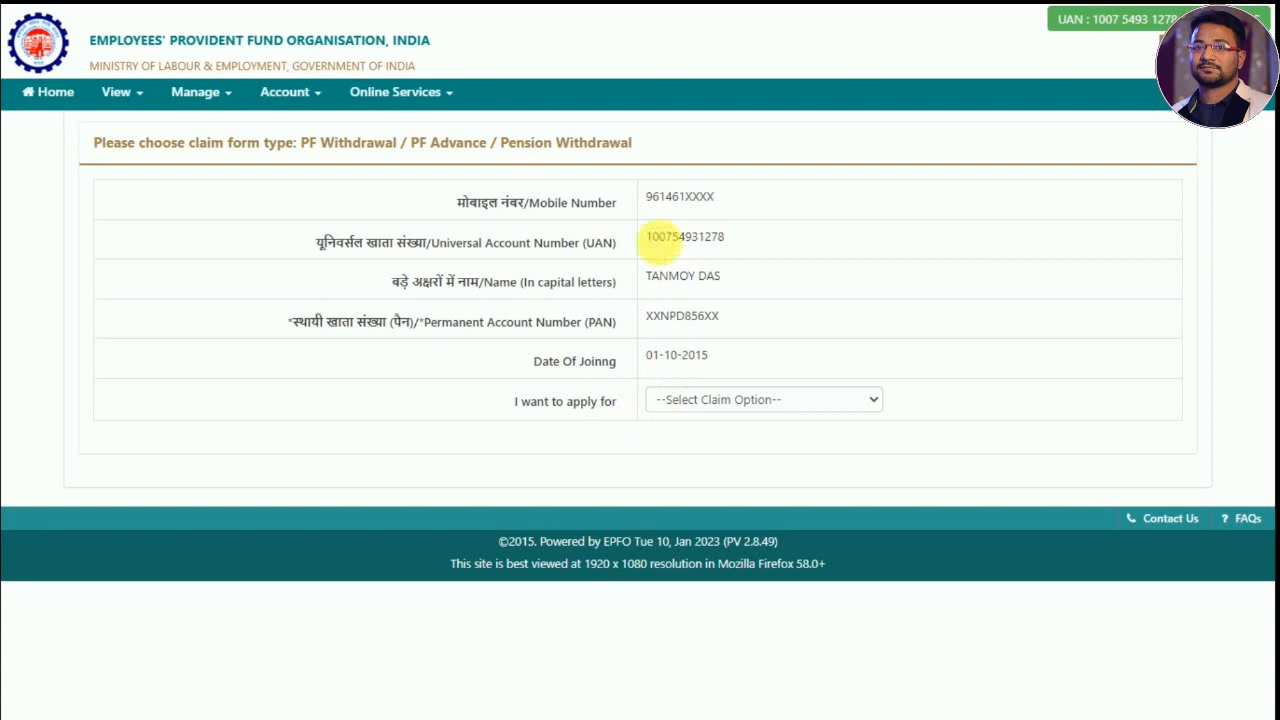 UAN : 1007 5493 1278
EMPLOYEES' PROVIDENT FUND ORGANISATION, INDIA
MINISTRY OF LABOUR & EMPLOYMENT, GOVERNMENT OF INDIA
Home View Manage Account Online Services
Please choose claim form type: PF Withdrawal / PF Advance / Pension Withdrawal
मोबाइल नंबर/Mobile Number 961461XXXX
यूनिवर्सल खाता संख्या/Universal Account Number (UAN) 100754931278
बड़े अक्षरों में नाम/Name (In capital letters) TANMOY DAS
*स्थायी खाता संख्या (पैन)/*Permanent Account Number (PAN) XXNPD856XX
Date Of Joinng 01-10-2015
I want to apply for --Select Claim Option--
Contact Us ? FAQs
©2015. Powered by EPFO Tue 10, Jan 2023 (PV 2.8.49)
This site is best viewed at 1920 x 1080 resolution in Mozilla Firefox 58.0+